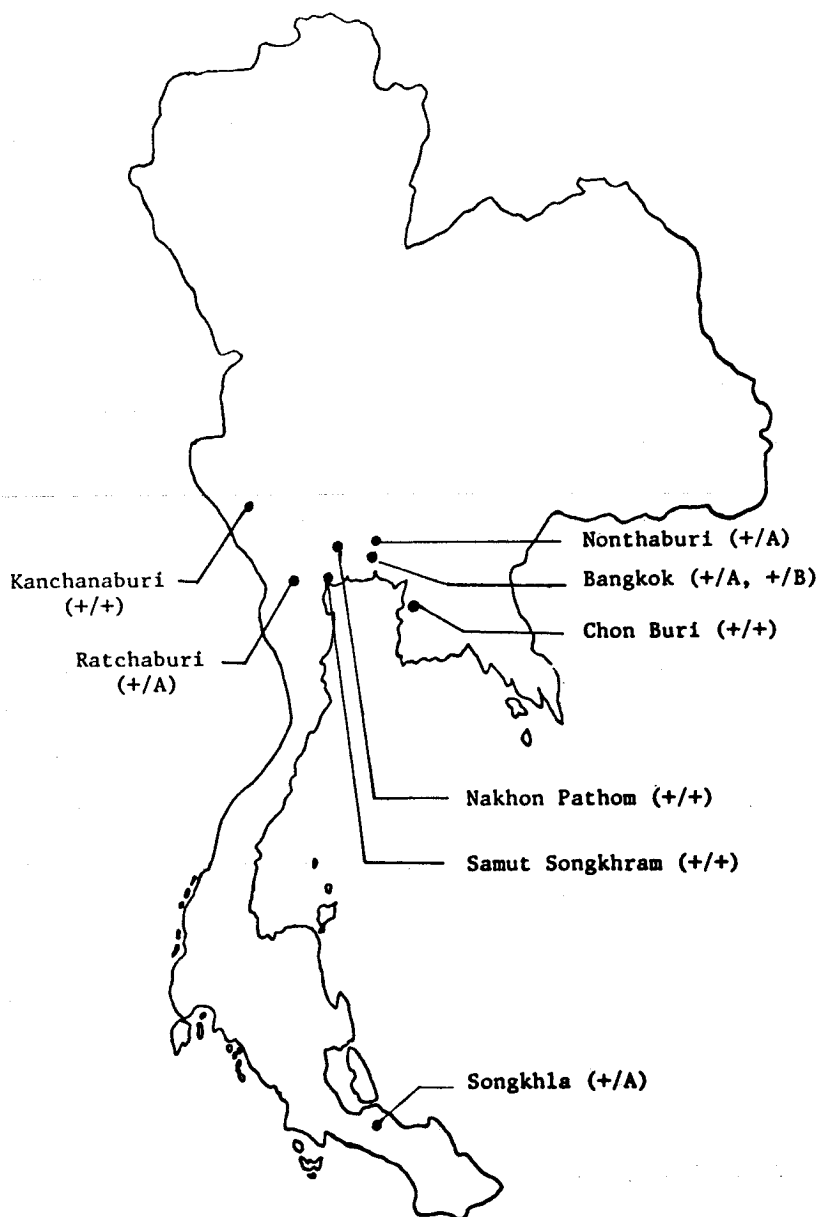 Nonthaburi (+/A)
Bangkok (+/A, +/B)
Chon Buri (+/+)
Kanchanaburi
(+/+)
Ratchaburi
(+/A)
Nakhon Pathom (+/+)
Samut Songkhram (+/+)
Songkhla (+/A)